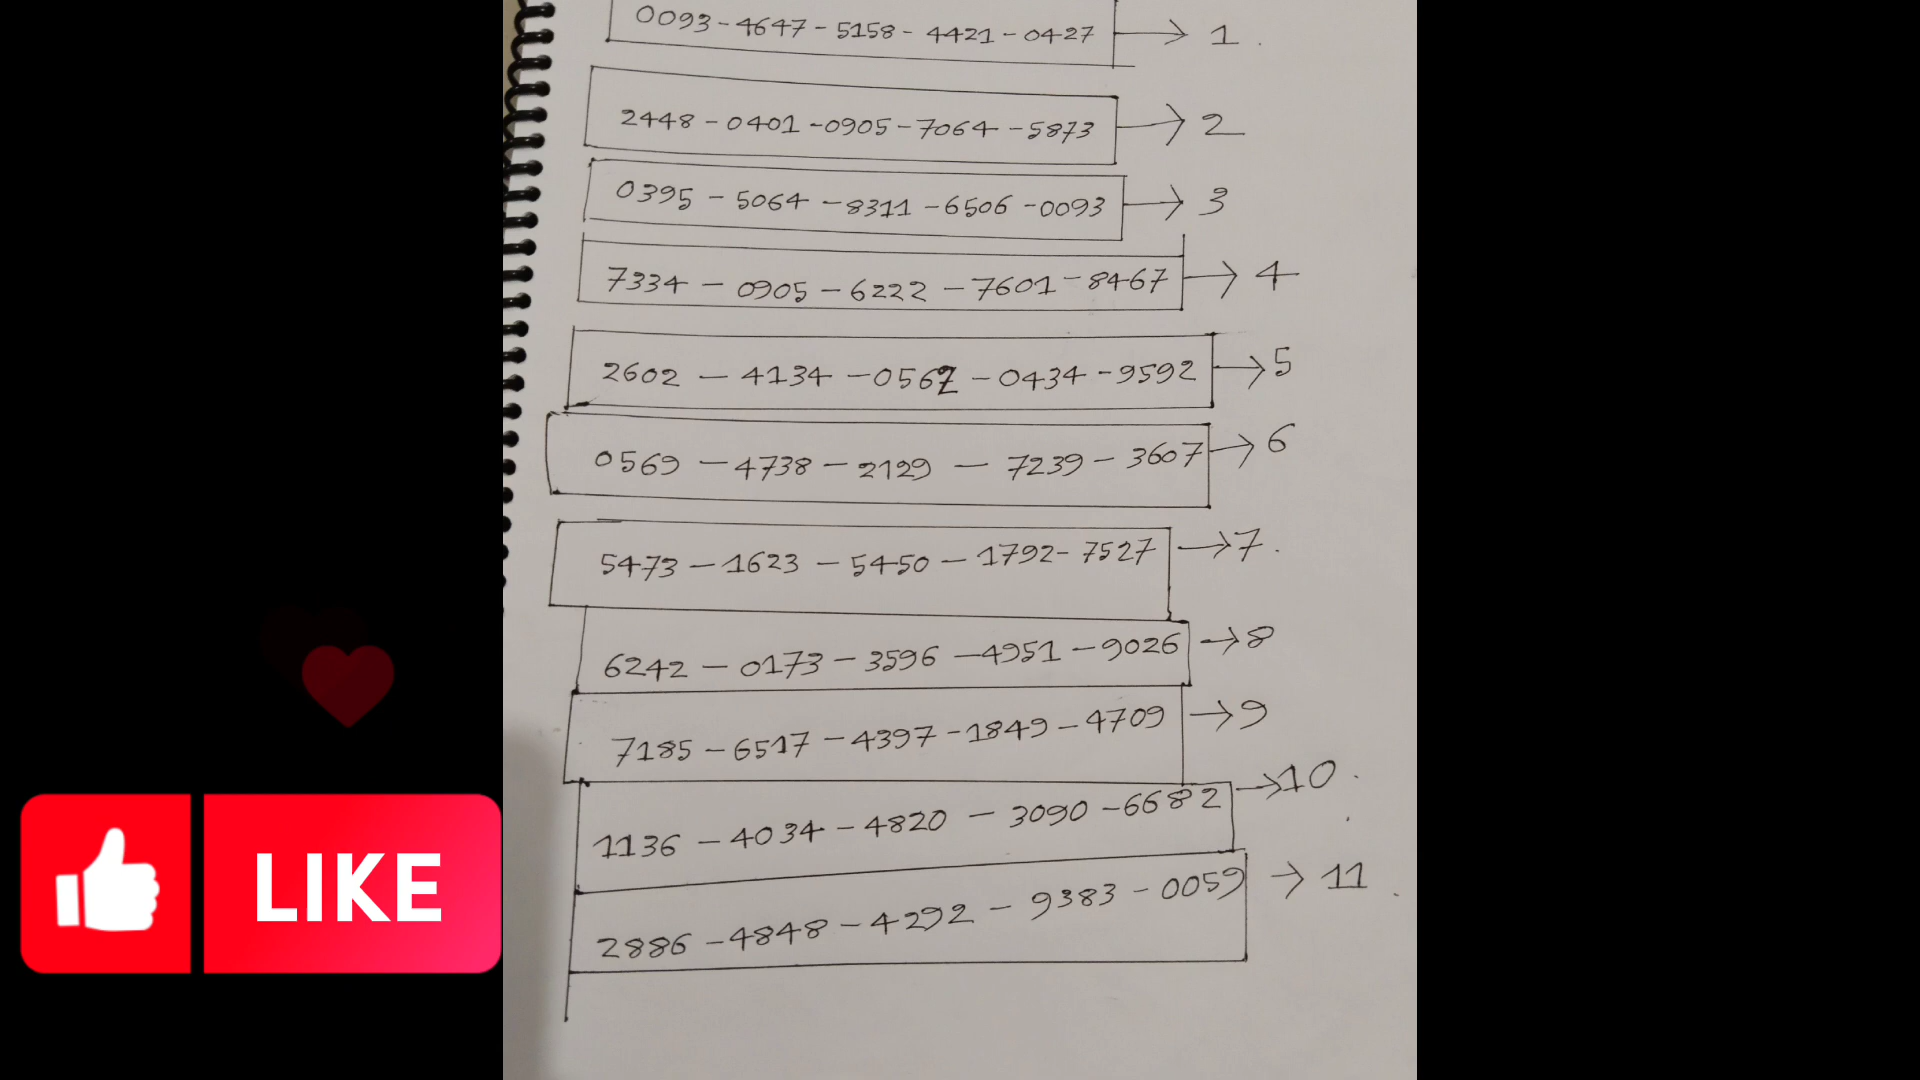 0093-4647-5158-4421-0427 → 1.
2448-0401-0905-7064-5873 → 2
0395-5064-8311-6506-0093 → 3
7334-0905-6222-7601-8467 → 4
2602-4134-0567-0434-9592 → 5
0569-4738-2129-7239-3607 → 6
5473-1623-5450-1792-7527 → 7.
6242-0173-3596-4951-9026 → 8
7185-6517-4397-1849-4709 → 9
1136-4034-4820-3090-6682 → 10.
2886-4848-4292-9383-0059 → 11.
LIKE